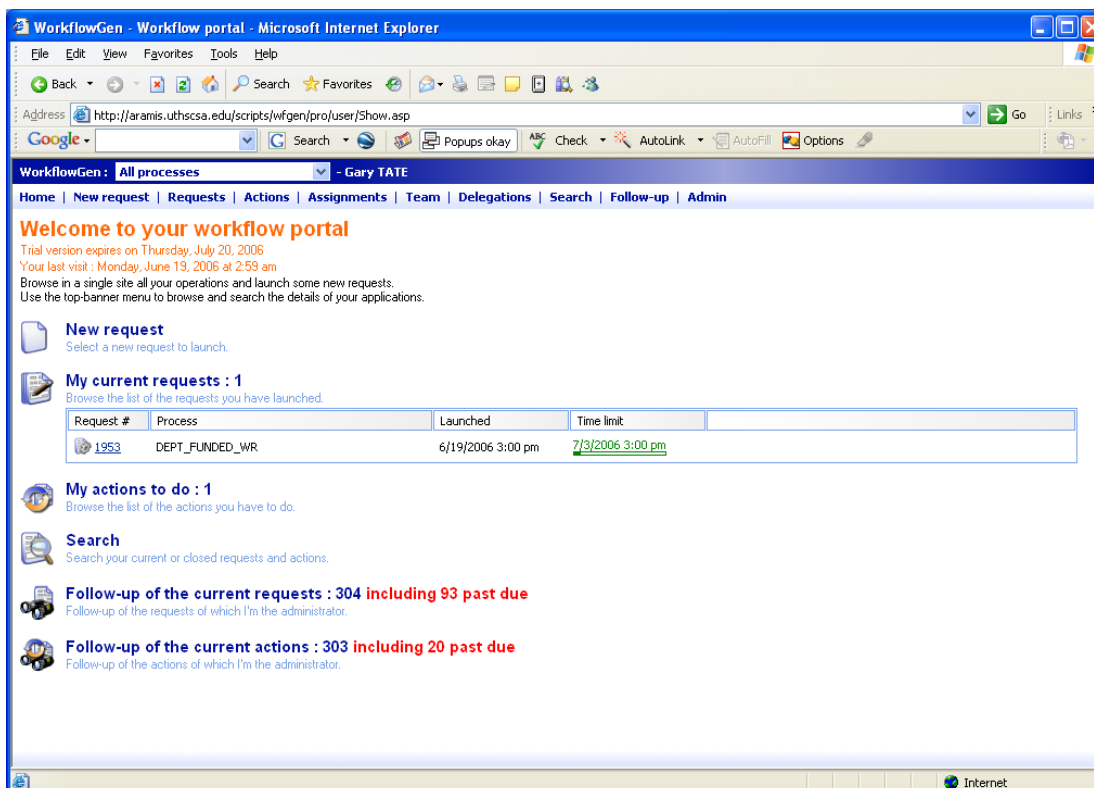 WorkflowGen - Workflow portal - Microsoft Internet Explorer
File Edit View Favorites Tools Help
Back Search Favorites
Address http://aramis.uthscsa.edu/scripts/wfgen/pro/user/Show.asp Go Links
Google Search Popups okay ABC Check AutoLink AutoFill Options
WorkflowGen : All processes - Gary TATE
Home | New request | Requests | Actions | Assignments | Team | Delegations | Search | Follow-up | Admin
Welcome to your workflow portal
Trial version expires on Thursday, July 20, 2006
Your last visit : Monday, June 19, 2006 at 2:59 am
Browse in a single site all your operations and launch some new requests.
Use the top-banner menu to browse and search the details of your applications.
New request
Select a new request to launch.
My current requests : 1
Browse the list of the requests you have launched.
Request # Process Launched Time limit
1953 DEPT_FUNDED_WR 6/19/2006 3:00 pm 7/3/2006 3:00 pm
My actions to do : 1
Browse the list of the actions you have to do.
Search
Search your current or closed requests and actions.
Follow-up of the current requests : 304 including 93 past due
Follow-up of the requests of which I'm the administrator.
Follow-up of the current actions : 303 including 20 past due
Follow-up of the actions of which I'm the administrator.
Internet